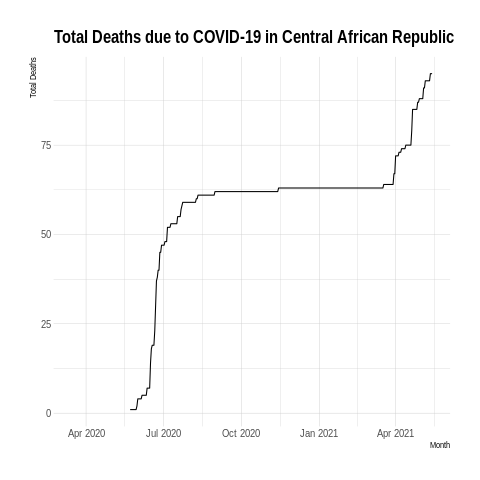 Total Deaths due to COVID-19 in Central African Republic
Total Deaths
75
50
25
0
Apr 2020 Jul 2020 Oct 2020 Jan 2021 Apr 2021
Month